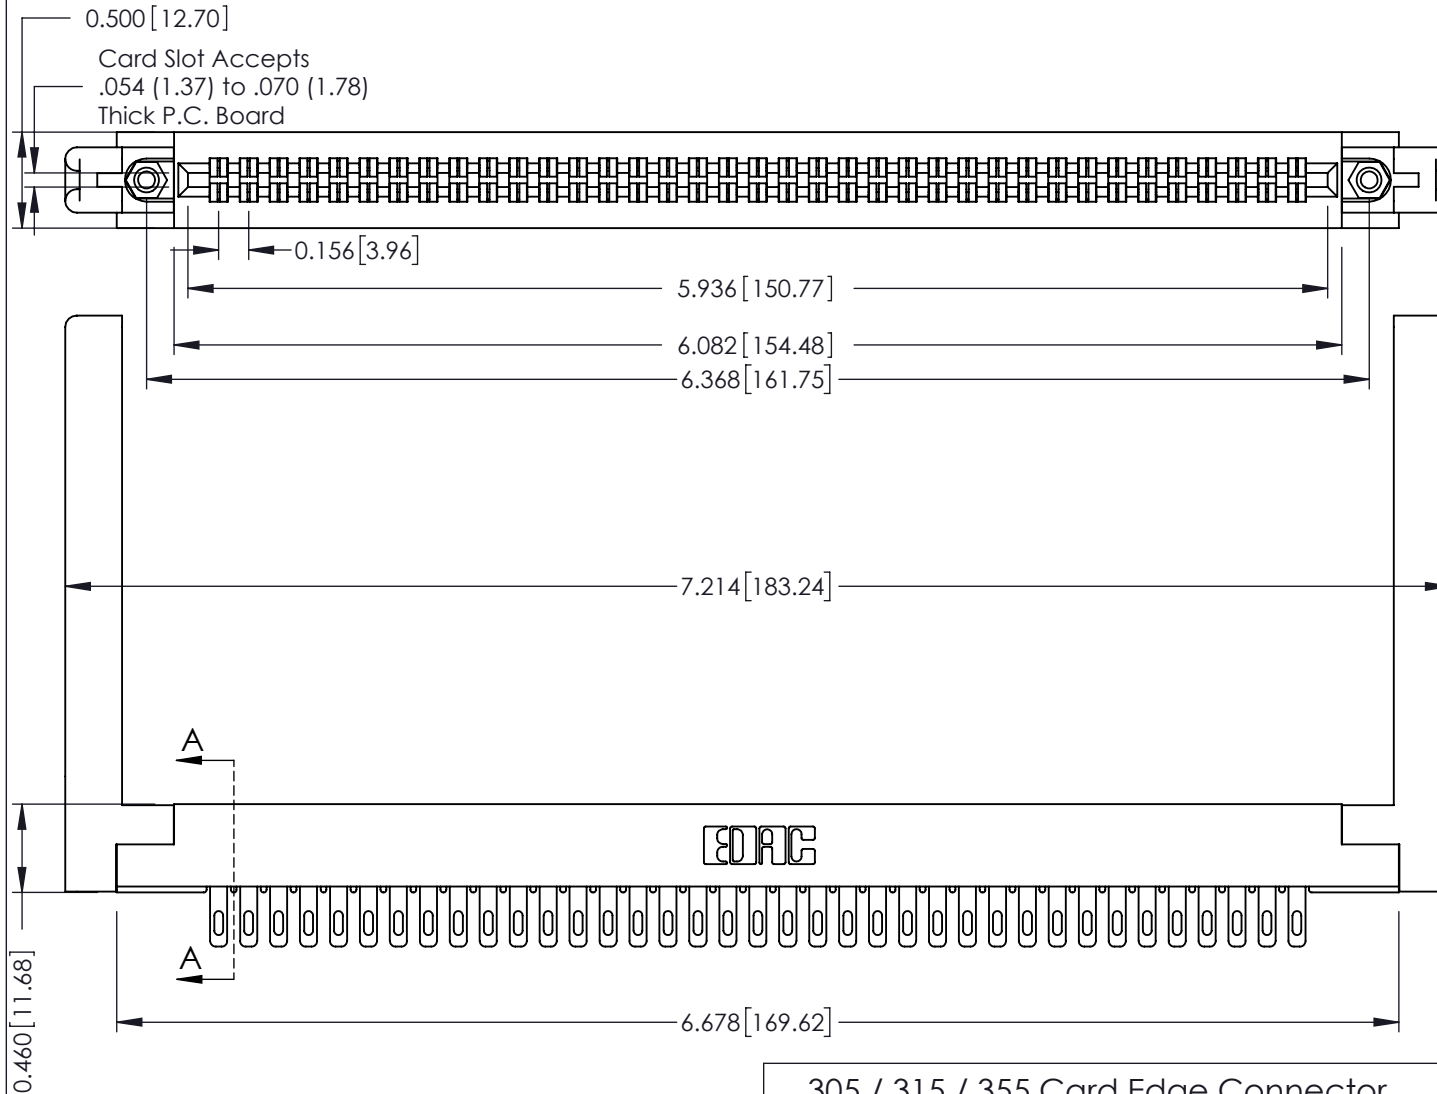 0.500[12.70]
Card Slot Accepts
.054 (1.37) to .070 (1.78)
Thick P.C. Board
0.156[3.96]
5.936[150.77]
6.082[154.48]
6.368[161.75]
7.214[183.24]
A
EDAC
A
0.460[11.68]
6.678[169.62]
305 / 315 / 355 Card Edge Connector